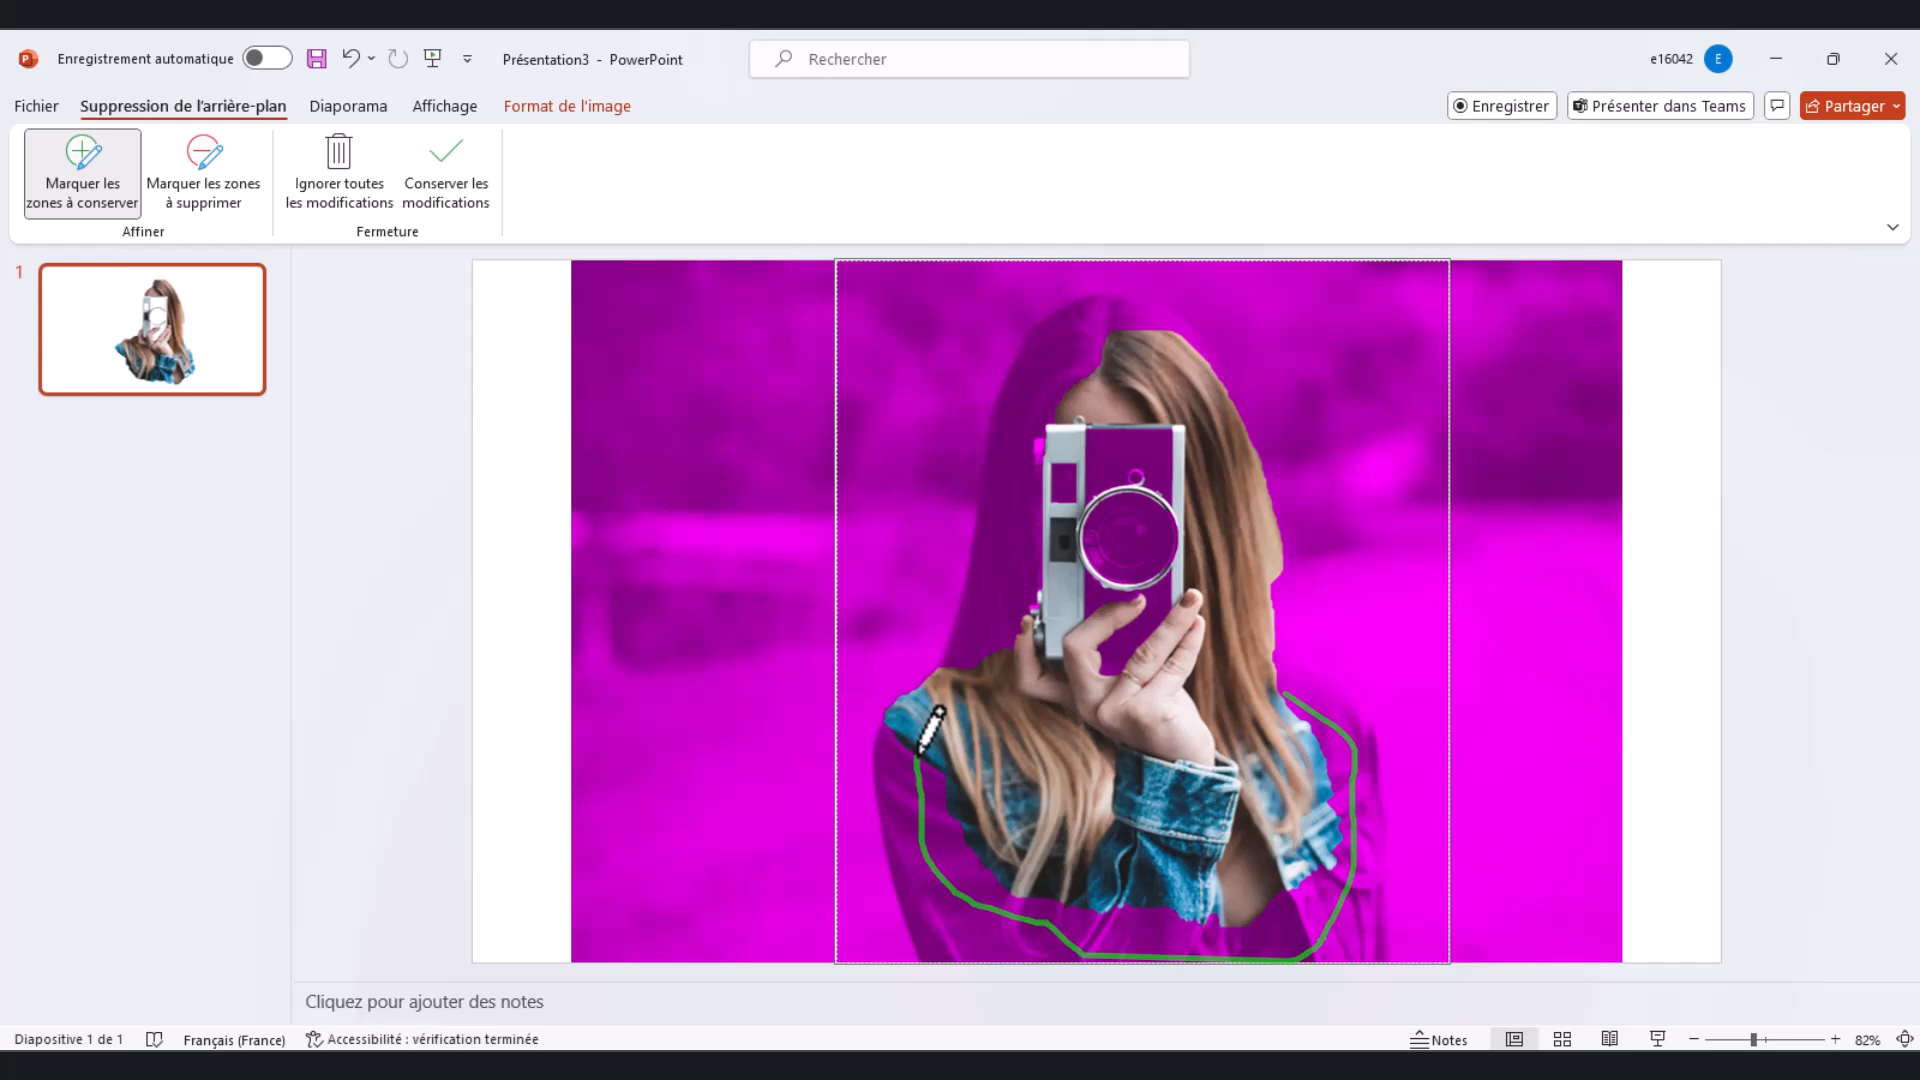 Enregistrement automatique
Présentation3 - PowerPoint
Rechercher
e16042
E
Fichier
Suppression de l'arrière-plan
Diaporama
Affichage
Format de l'image
Enregistrer
Présenter dans Teams
Partager
Marquer les
zones à conserver
Marquer les zones
à supprimer
Ignorer toutes
les modifications
Conserver les
modifications
Affiner
Fermeture
1
Cliquez pour ajouter des notes
Diapositive 1 de 1
Français (France)
Accessibilité : vérification terminée
Notes
82%